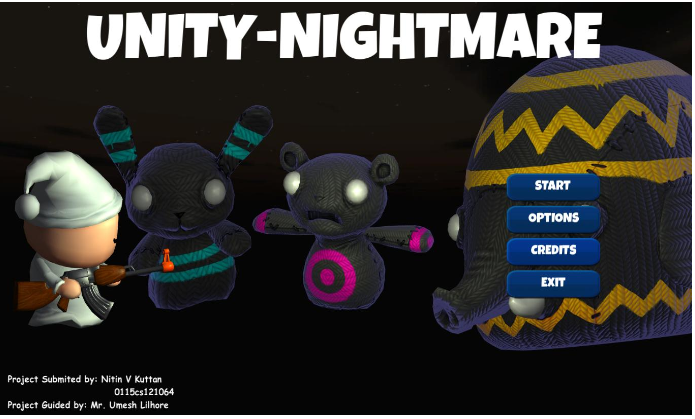 UNITY-NIGHTMARE
START
OPTIONS
CREDITS
EXIT
Project Submited by: Nitin V Kuttan
0115cs121064
Project Guided by: Mr. Umesh Lilhore